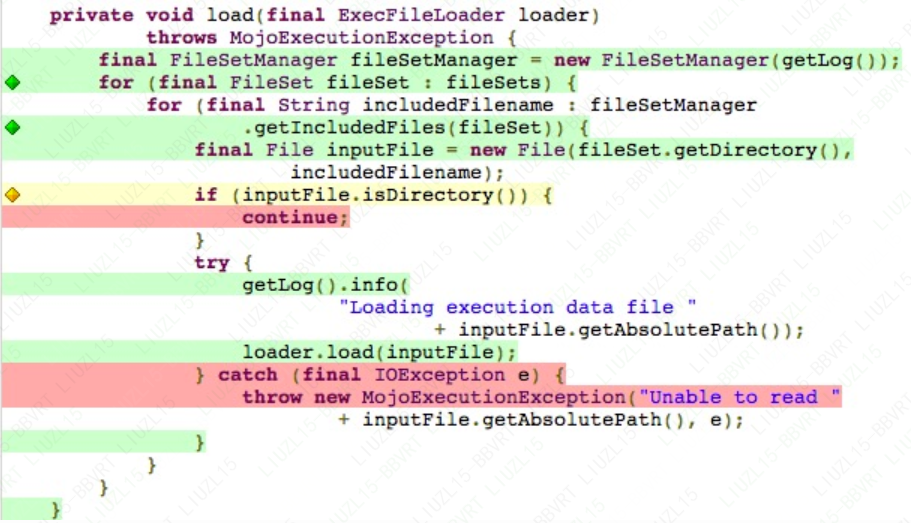 private void load(final ExecFileLoader loader)
throws MojoExecutionException {
final FileSetManager fileSetManager = new FileSetManager(getLog());
for (final FileSet fileSet : fileSets) {
for (final String includedFilename : fileSetManager
.getIncludedFiles(fileSet)) {
final File inputFile = new File(fileSet.getDirectory(),
includedFilename);
if (inputFile.isDirectory()) {
continue;
}
try {
getLog().info(
"Loading execution data file "
+ inputFile.getAbsolutePath());
loader.load(inputFile);
} catch (final IOException e) {
throw new MojoExecutionException("Unable to read "
+ inputFile.getAbsolutePath(), e);
}
}
}
}
LIUZL15-BBVRT